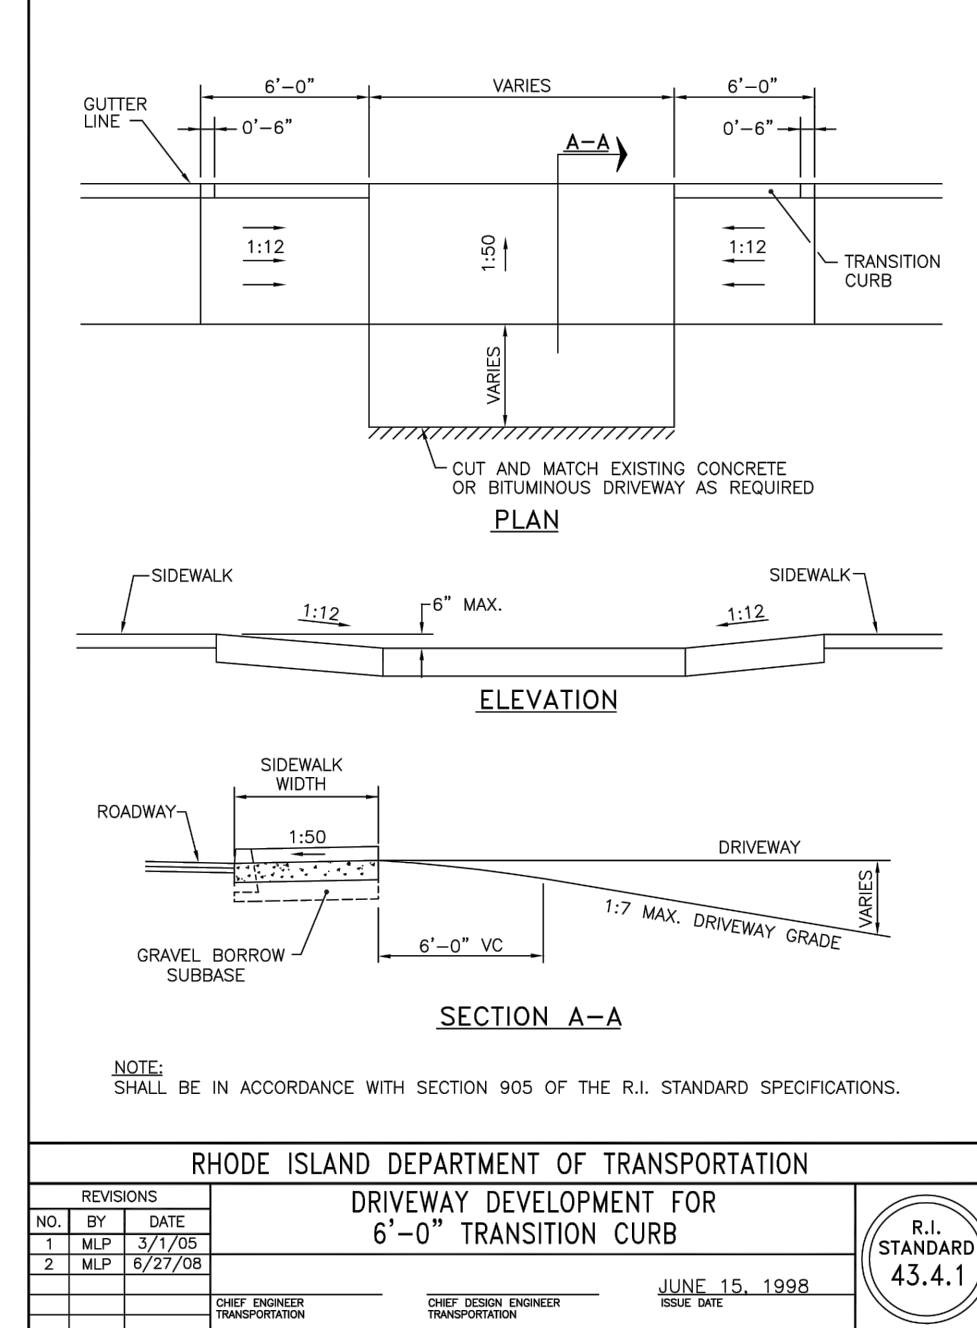 6'-0"
VARIES
6'-0"
GUTTER
LINE
0'-6"
A-A
0'-6"
1:12
1:50
1:12
TRANSITION
CURB
VARIES
CUT AND MATCH EXISTING CONCRETE
OR BITUMINOUS DRIVEWAY AS REQUIRED
PLAN
SIDEWALK
SIDEWALK
1:12
6" MAX.
1:12
ELEVATION
SIDEWALK
WIDTH
ROADWAY
1:50
DRIVEWAY
VARIES
1:7 MAX. DRIVEWAY GRADE
6'-0" VC
GRAVEL BORROW
SUBBASE
SECTION A-A
NOTE:
SHALL BE IN ACCORDANCE WITH SECTION 905 OF THE R.I. STANDARD SPECIFICATIONS.
RHODE ISLAND DEPARTMENT OF TRANSPORTATION
REVISIONS
NO. BY DATE
1 MLP 3/1/05
2 MLP 6/27/08
DRIVEWAY DEVELOPMENT FOR
6'-0" TRANSITION CURB
CHIEF ENGINEER
TRANSPORTATION
CHIEF DESIGN ENGINEER
TRANSPORTATION
JUNE 15, 1998
ISSUE DATE
R.I.
STANDARD
43.4.1